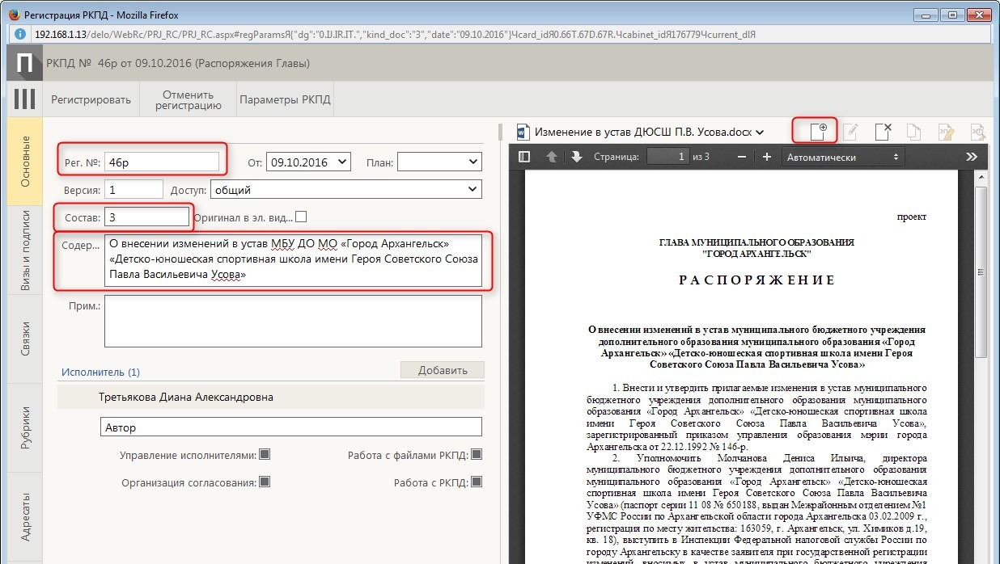 Регистрация РКПД - Mozilla Firefox
192.168.1.13/delo/WebRc/PRJ_RC/PRJ_RC.aspx#regParamsЯ{"dg":"0.IJ.IR.IT.","kind_doc":"3","date":"09.10.2016"}Чcard_idЯ0.66T.67D.67R.Чcabinet_idЯ176779Чcurrent_dIЯ
П РКПД № 46р от 09.10.2016 (Распоряжения Главы)
Регистрировать Отменить регистрацию Параметры РКПД
Основные
Визы и подписи
Связки
Рубрики
Адресаты
Рег. №: 46р От: 09.10.2016 План:
Версия: 1 Доступ: общий
Состав: 3 Оригинал в эл. вид...
Содер... О внесении изменений в устав МБУ ДО МО «Город Архангельск»
«Детско-юношеская спортивная школа имени Героя Советского Союза
Павла Васильевича Усова»
Прим.:
Исполнитель (1) Добавить
Третьякова Диана Александровна
Автор
Управление исполнителями: Работа с файлами РКПД:
Организация согласования: Работа с РКПД:
Изменение в устав ДЮСШ П.В. Усова.docx
Страница: 1 из 3 Автоматически
проект
ГЛАВА МУНИЦИПАЛЬНОГО ОБРАЗОВАНИЯ
"ГОРОД АРХАНГЕЛЬСК"
Р А С П О Р Я Ж Е Н И Е
О внесении изменений в устав муниципального бюджетного учреждения
дополнительного образования муниципального образования «Город
Архангельск» «Детско-юношеская спортивная школа имени Героя
Советского Союза Павла Васильевича Усова»
1. Внести и утвердить прилагаемые изменения в устав муниципального
бюджетного учреждения дополнительного образования муниципального
образования «Город Архангельск» «Детско-юношеская спортивная школа
имени Героя Советского Союза Павла Васильевича Усова»,
зарегистрированный приказом управления образования мэрии города
Архангельска от 22.12.1992 № 146-р.
2. Уполномочить Молчанова Дениса Ильича, директора
муниципального бюджетного учреждения дополнительного образования
муниципального образования «Город Архангельск» «Детско-юношеская
спортивная школа имени Героя Советского Союза Павла Васильевича
Усова» (паспорт серии 11 08 № 650188, выдан Межрайонным отделением №1
УФМС России по Архангельской области города Архангельска 03.02.2009 г.,
регистрация по месту жительства: 163059, г. Архангельск, ул. Химиков д.19,
кв. 18), выступить в Инспекции Федеральной налоговой службы России по
городу Архангельску в качестве заявителя при государственной регистрации
изменений, вносимых в устав муниципального бюджетного учреждения